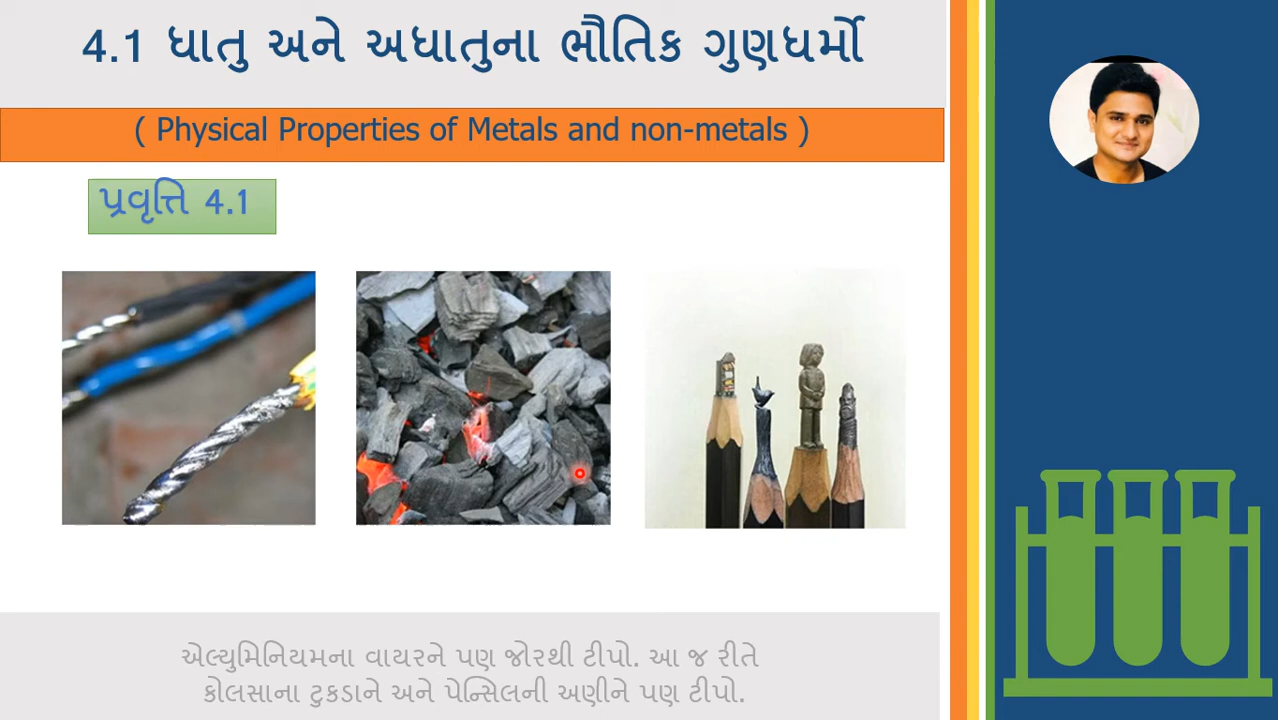 4.1 ધાતુ અને અધાતુના ભૌતિક ગુણધર્મો
( Physical Properties of Metals and non-metals )
પ્રવૃત્તિ 4.1
એલ્યુમિનિયમના વાયરને પણ જોરથી ટીપો. આ જ રીતે
કોલસાના ટુકડાને અને પેન્સિલની અણીને પણ ટીપો.